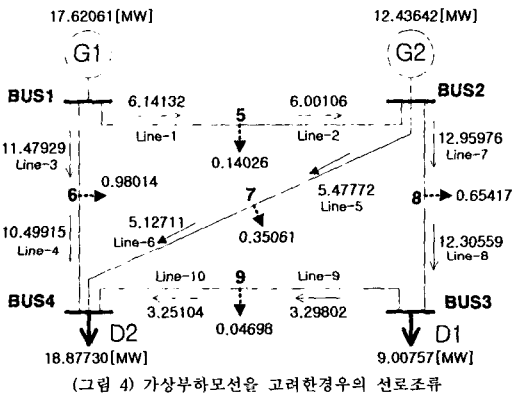 17.62061[MW]
12.43642[MW]
G1
G2
BUS1
BUS2
6.14132
5
6.00106
Line-1
Line-2
11.47929
Line-3
0.14026
12.95976
Line-7
6
0.98014
7
5.47772
Line-5
8
0.65417
10.49915
Line-4
5.12711
Line-6
0.35061
12.30559
Line-8
BUS4
Line-10
9
Line-9
BUS3
D2
3.25104
3.29802
D1
0.04698
18.87730[MW]
9.00757[MW]
(그림 4) 가상부하모선을 고려한경우의 선로조류